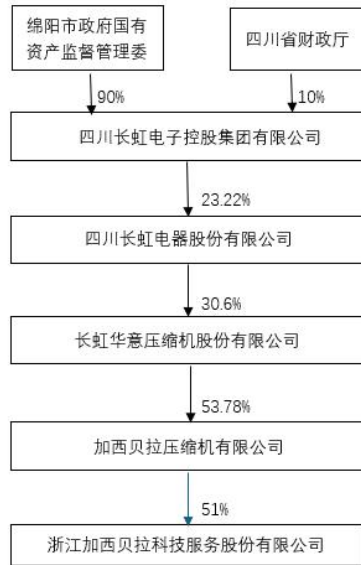 绵阳市政府国有
资产监督管理委
四川省财政厅
90%
10%
四川长虹电子控股集团有限公司
23.22%
四川长虹电器股份有限公司
30.6%
长虹华意压缩机股份有限公司
53.78%
加西贝拉压缩机有限公司
51%
浙江加西贝拉科技服务股份有限公司